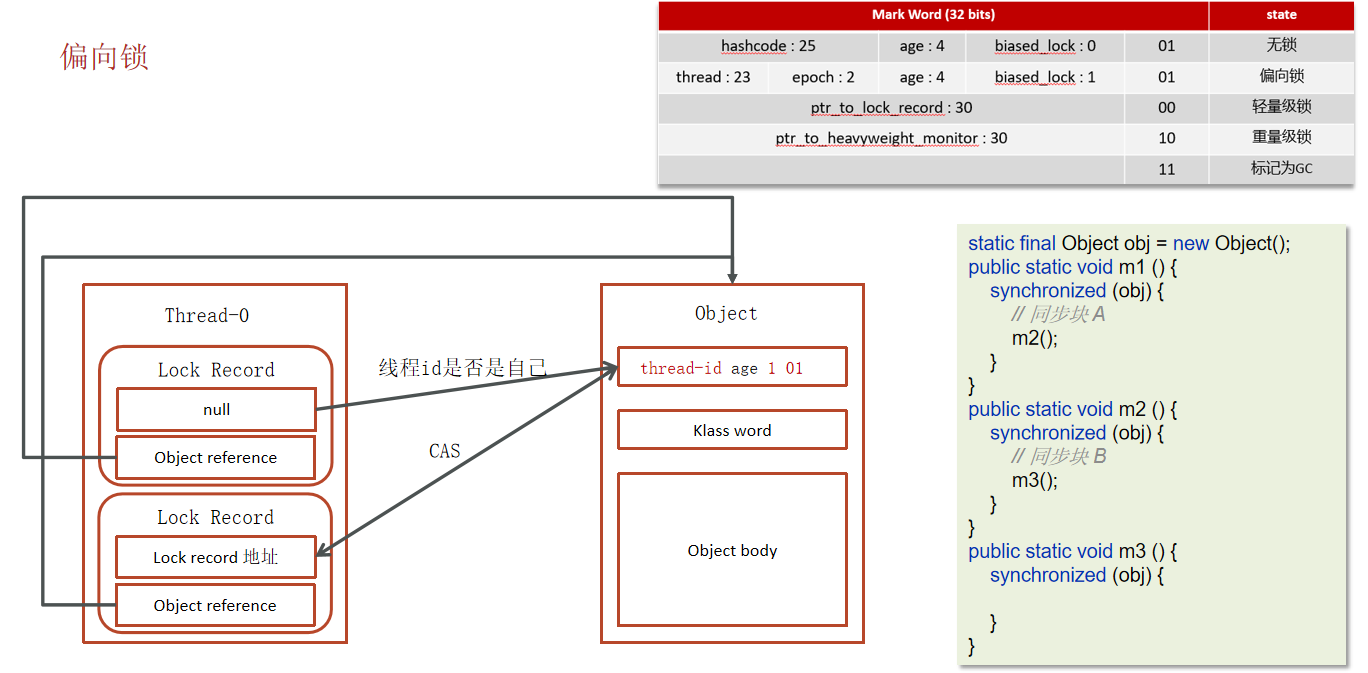 偏向锁
Mark Word (32 bits) state
hashcode : 25 age : 4 biased_lock : 0 01 无锁
thread : 23 epoch : 2 age : 4 biased_lock : 1 01 偏向锁
ptr_to_lock_record : 30 00 轻量级锁
ptr_to_heavyweight_monitor : 30 10 重量级锁
11 标记为GC
Thread-0
Lock Record
null
Object reference
Lock Record
Lock record 地址
Object reference
线程id是否是自己
CAS
Object
thread-id age 1 01
Klass word
Object body
static final Object obj = new Object();
public static void m1 () {
synchronized (obj) {
// 同步块 A
m2();
}
}
public static void m2 () {
synchronized (obj) {
// 同步块 B
m3();
}
}
public static void m3 () {
synchronized (obj) {
}
}